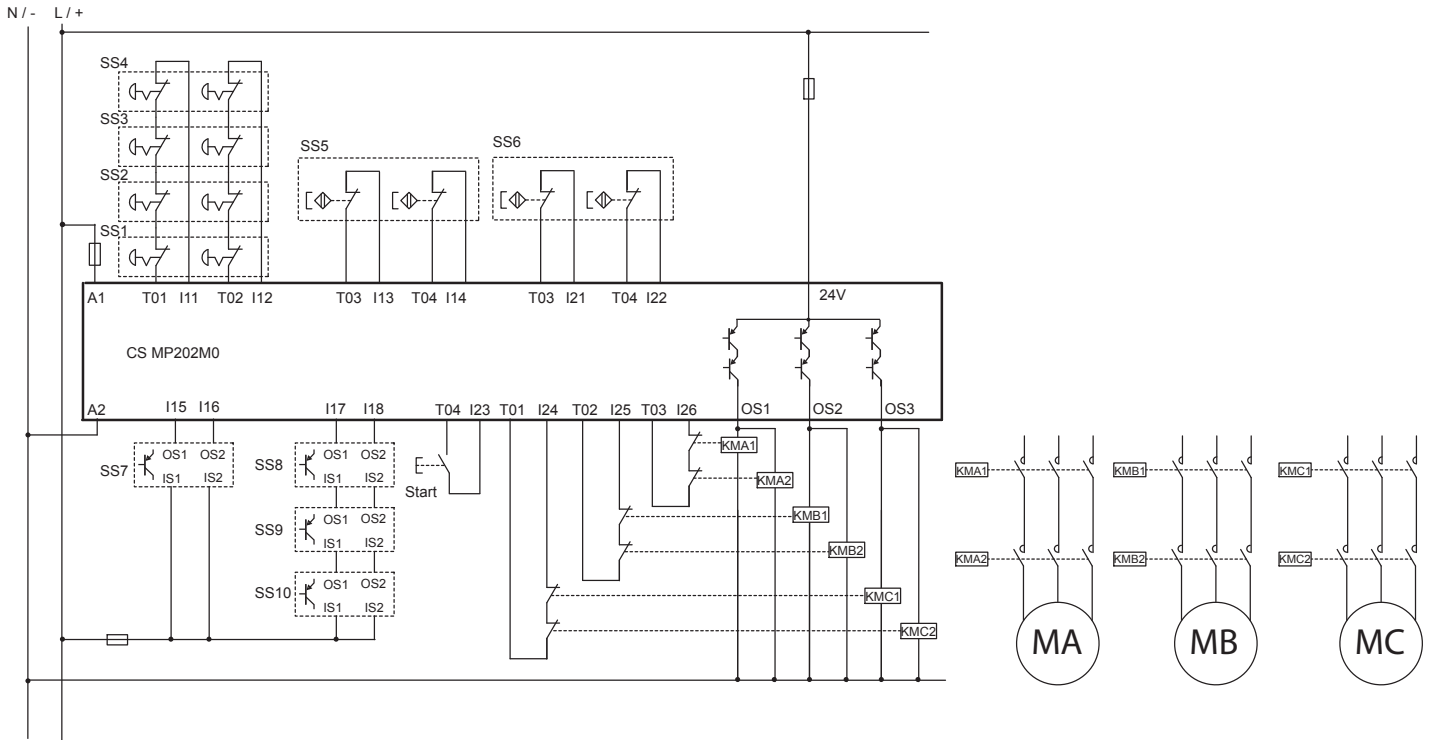 N / - L / +
SS4
SS3
SS2
SS1
SS5
SS6
A1 T01 I11 T02 I12 T03 I13 T04 I14 T03 I21 T04 I22 24V
CS MP202M0
A2 I15 I16 I17 I18 T04 I23 T01 I24 T02 I25 T03 I26 OS1 OS2 OS3
SS7 OS1 OS2
IS1 IS2
SS8 OS1 OS2
IS1 IS2
SS9 OS1 OS2
IS1 IS2
SS10 OS1 OS2
IS1 IS2
Start
KMA1
KMA2
KMB1
KMB2
KMC1
KMC2
KMA1 KMB1 KMC1
KMA2 KMB2 KMC2
MA MB MC